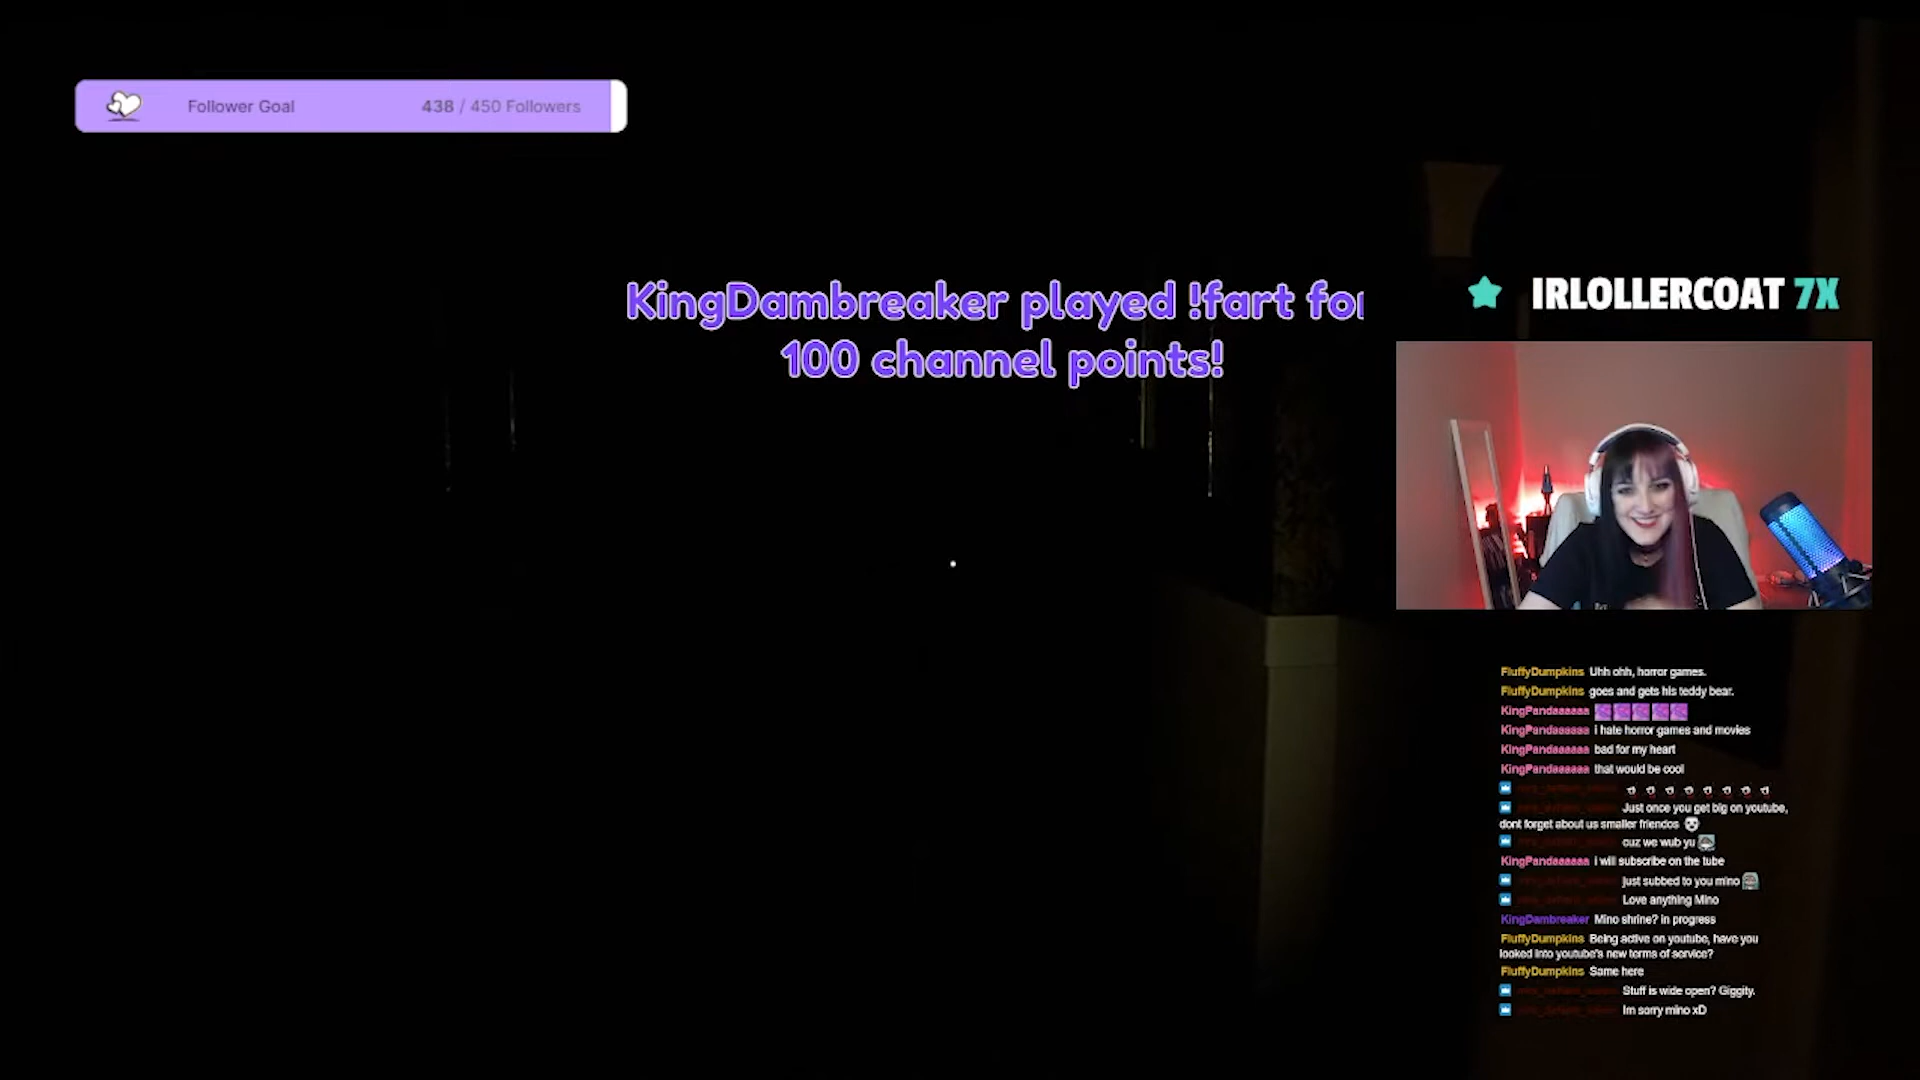 Follower Goal 438 / 450 Followers
KingDambreaker played !fart for
100 channel points!
IRLOLLERCOAT 7X
FluffyDumpkins Uhh ohh, horror games.
FluffyDumpkins goes and gets his teddy bear.
KingPandaaaaaa
KingPandaaaaaa i hate horror games and movies
KingPandaaaaaa bad for my heart
KingPandaaaaaa that would be cool
Just once you get big on youtube,
dont forget about us smaller friendos
cuz we wub yu
KingPandaaaaaa i will subscribe on the tube
just subbed to you mino
Love anything Mino
KingDambreaker Mino shrine? in progress
FluffyDumpkins Being active on youtube, have you
looked into youtube's new terms of service?
FluffyDumpkins Same here
Stuff is wide open? Giggity.
Im sorry mino xD